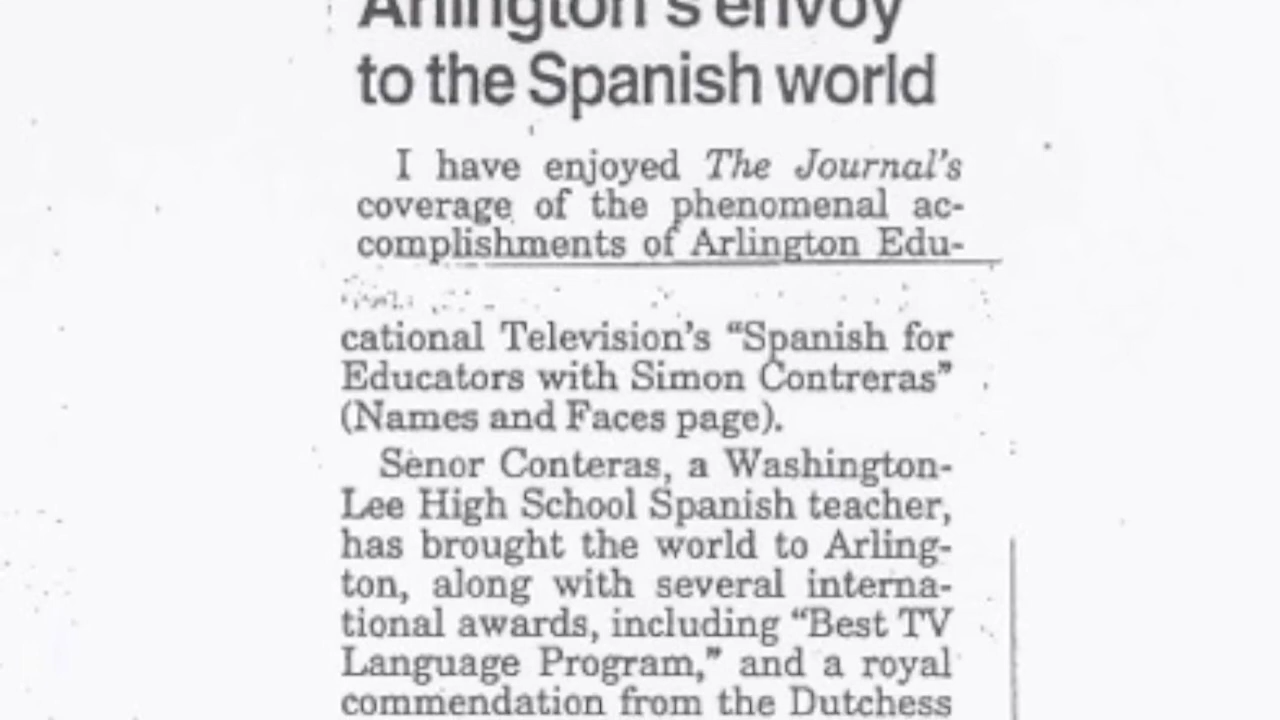 Arlington's envoy
to the Spanish world
I have enjoyed The Journal's
coverage of the phenomenal ac-
complishments of Arlington Edu-
cational Television's “Spanish for
Educators with Simon Contreras”
(Names and Faces page).
Senor Conteras, a Washington-
Lee High School Spanish teacher,
has brought the world to Arling-
ton, along with several interna-
tional awards, including “Best TV
Language Program,” and a royal
commendation from the Dutchess